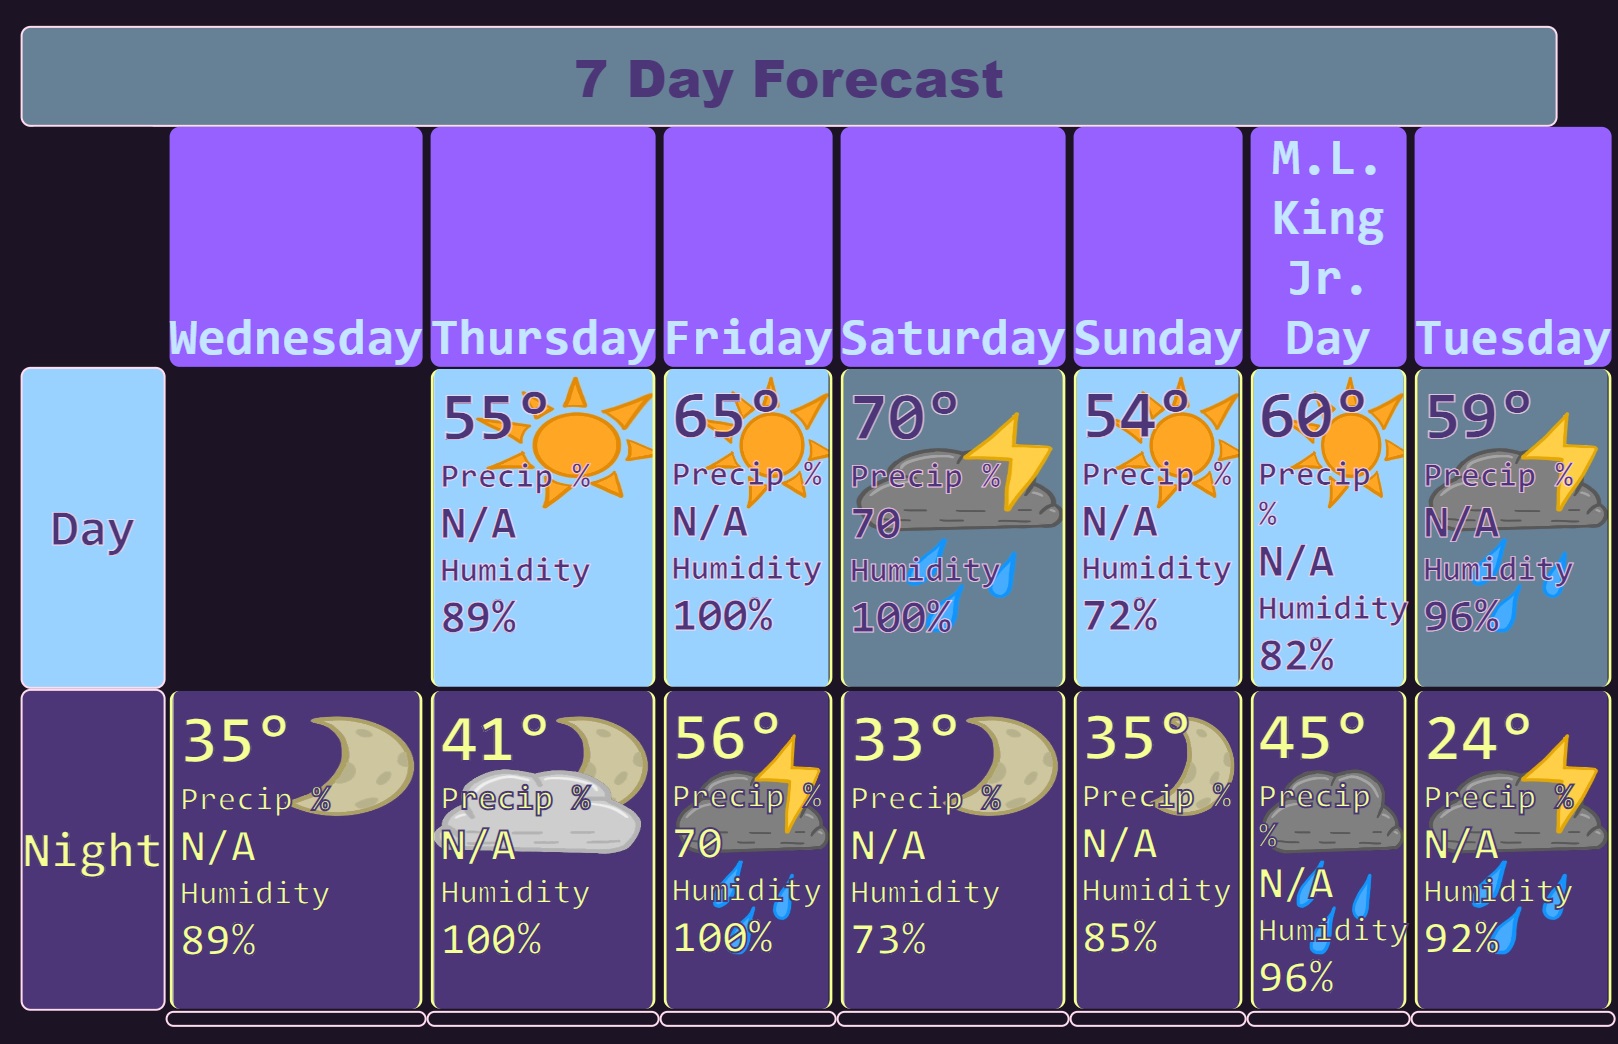 7 Day Forecast
Wednesday
Thursday
Friday
Saturday
Sunday
M.L.
King
Jr.
Day
Tuesday
Day
55°
Precip %
N/A
Humidity
89%
65°
Precip %
N/A
Humidity
100%
70°
Precip %
70
Humidity
100%
54°
Precip %
N/A
Humidity
72%
60°
Precip
%
N/A
Humidity
82%
59°
Precip %
N/A
Humidity
96%
Night
35°
Precip %
N/A
Humidity
89%
41°
Precip %
N/A
Humidity
100%
56°
Precip %
70
Humidity
100%
33°
Precip %
N/A
Humidity
73%
35°
Precip %
N/A
Humidity
85%
45°
Precip
%
N/A
Humidity
96%
24°
Precip %
N/A
Humidity
92%